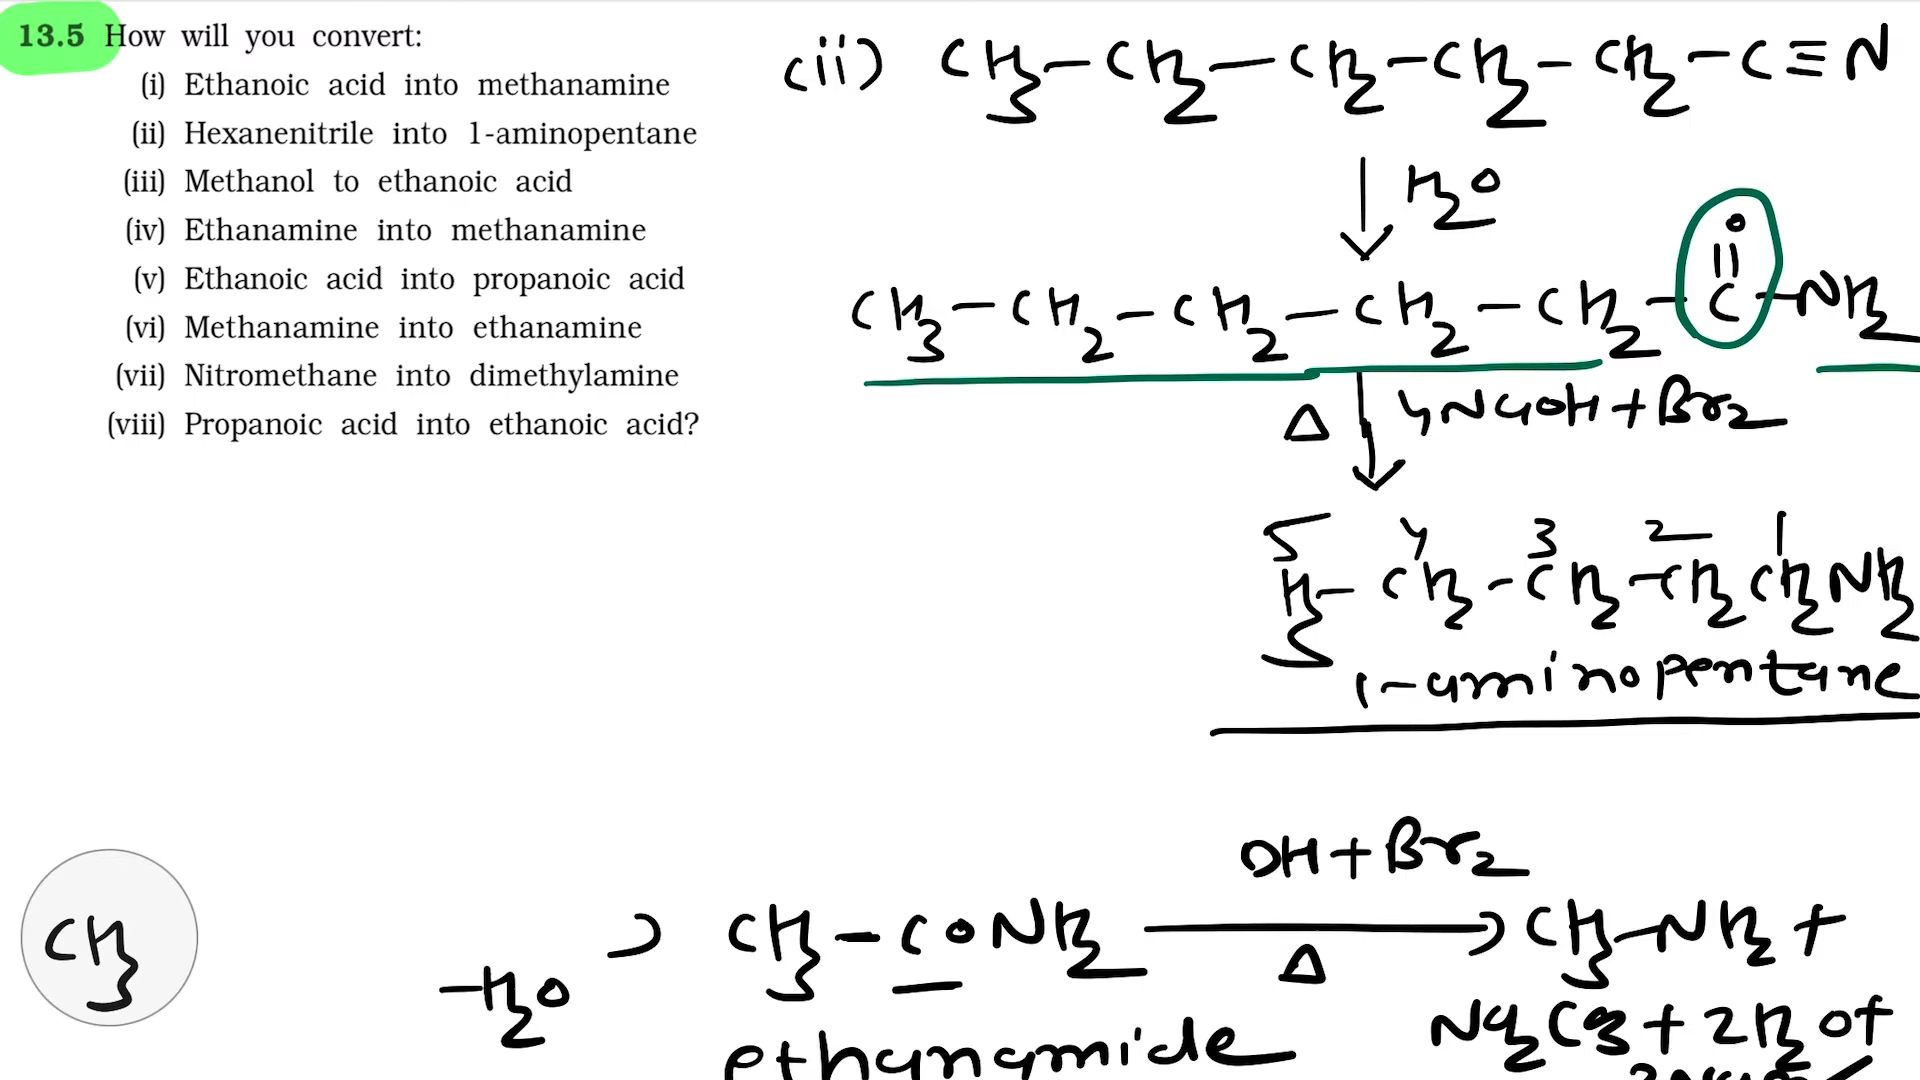 13.5 How will you convert:
(i) Ethanoic acid into methanamine
(ii) Hexanenitrile into 1-aminopentane
(iii) Methanol to ethanoic acid
(iv) Ethanamine into methanamine
(v) Ethanoic acid into propanoic acid
(vi) Methanamine into ethanamine
(vii) Nitromethane into dimethylamine
(viii) Propanoic acid into ethanoic acid?
(ii) CH3-CH2-CH2-CH2-CH2-C≡N
H2O
O
CH3-CH2-CH2-CH2-CH2-C-NH2
Δ 4NaOH+Br2
5 4 3 2 1
H3-CH2-CH2-CH2 CH2NH2
1-aminopentane
OH+Br2
CH3-CONH2 → CH3-NH2 +
Δ
CH3
-H2O
ethanamide
Na2CO3+2H2O+